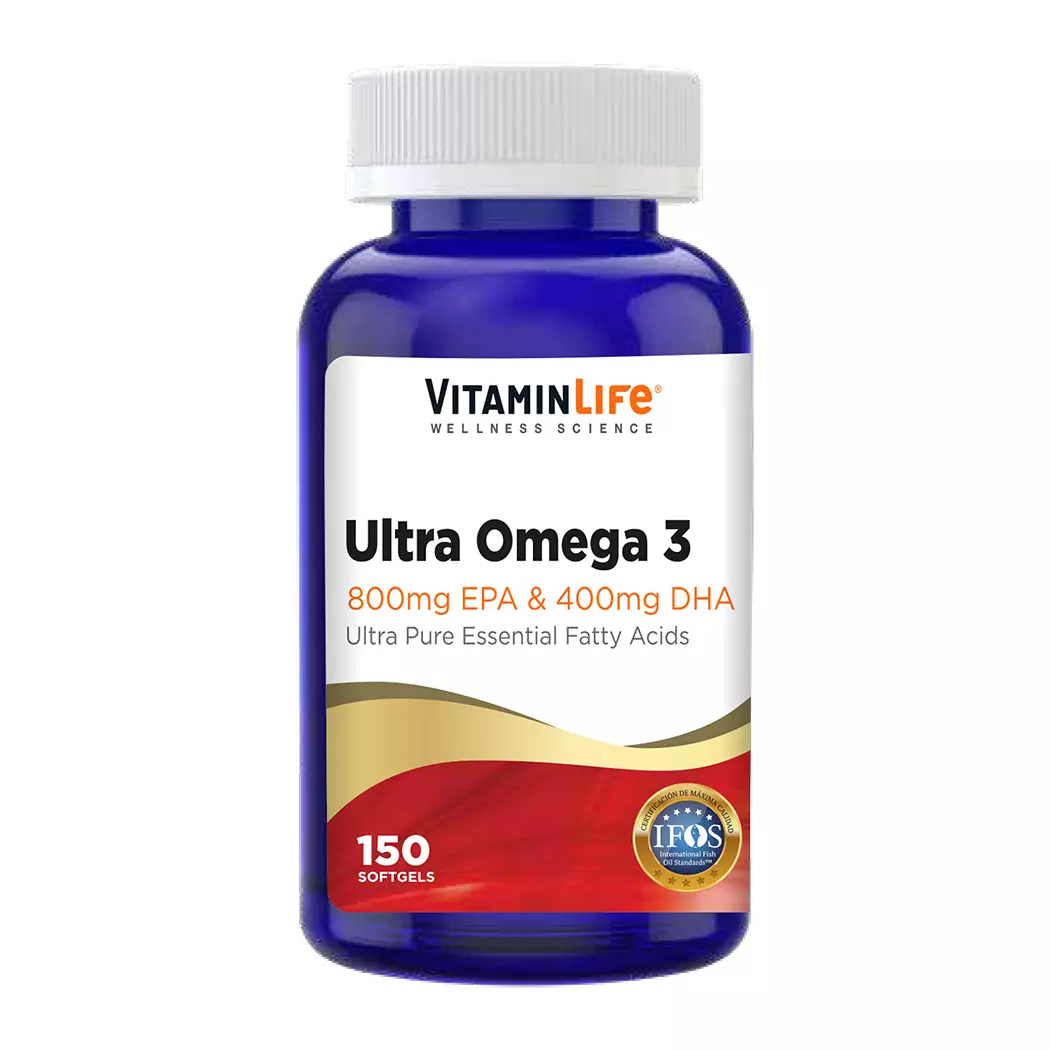 VITAMINLIFe®
WELLNESS SCIENCE
Ultra Omega 3
800mg EPA & 400mg DHA
Ultra Pure Essential Fatty Acids
150
SOFTGELS
CERTIFICACIÓN DE MÁXIMA CALIDAD
IFOS
International Fish
Oil Standards™